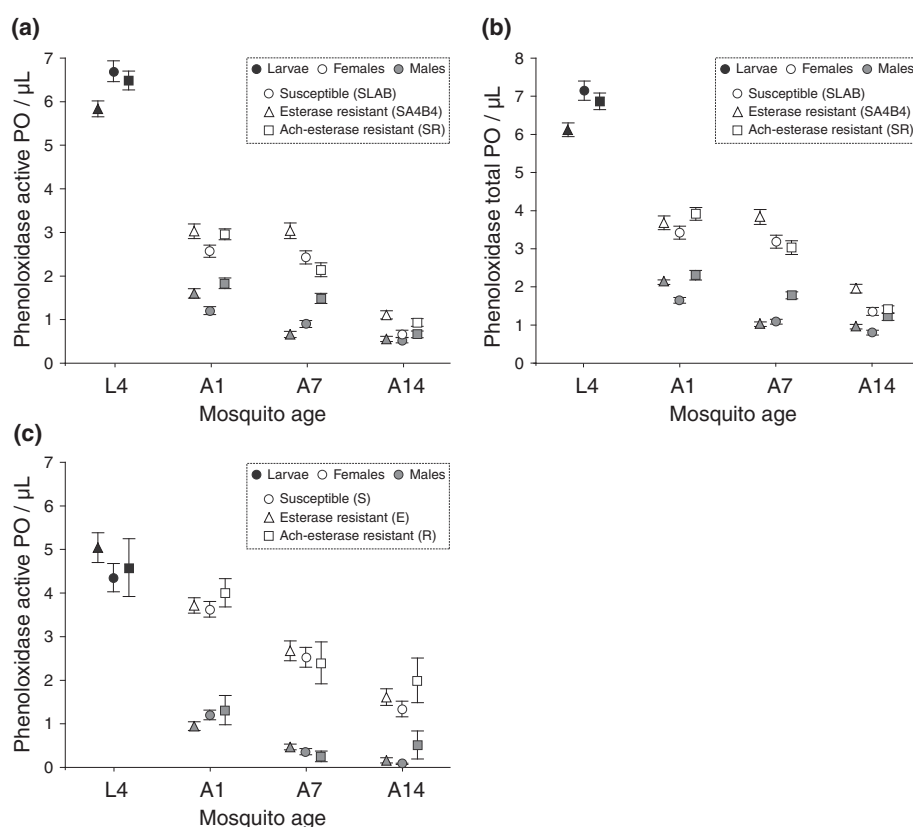 (a)
Phenoloxidase active PO / µL
7
6
5
4
3
2
1
0
Larvae Females Males
Susceptible (SLAB)
Esterase resistant (SA4B4)
Ach-esterase resistant (SR)
L4 A1 A7 A14
Mosquito age
(b)
Phenoloxidase total PO / µL
8
7
6
5
4
3
2
1
0
Larvae Females Males
Susceptible (SLAB)
Esterase resistant (SA4B4)
Ach-esterase resistant (SR)
L4 A1 A7 A14
Mosquito age
(c)
Phenoloxidase active PO / µL
7
6
5
4
3
2
1
0
Larvae Females Males
Susceptible (S)
Esterase resistant (E)
Ach-esterase resistant (R)
L4 A1 A7 A14
Mosquito age